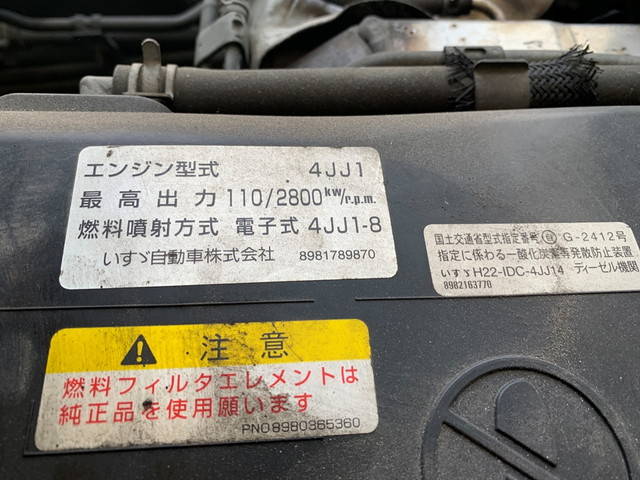 エンジン型式 4JJ1
最高出力 110/2800kW/r.p.m.
燃料噴射方式 電子式 4JJ1-8
いすゞ自動車株式会社 8981789870
国土交通省型式指定番号 G-2412号
指定に係わる一酸化炭素等発散防止装置
いすゞH22-IDC-4JJ14 ディーゼル機関
8982163770
注意
燃料フィルタエレメントは
純正品を使用願います
PNO8980365360